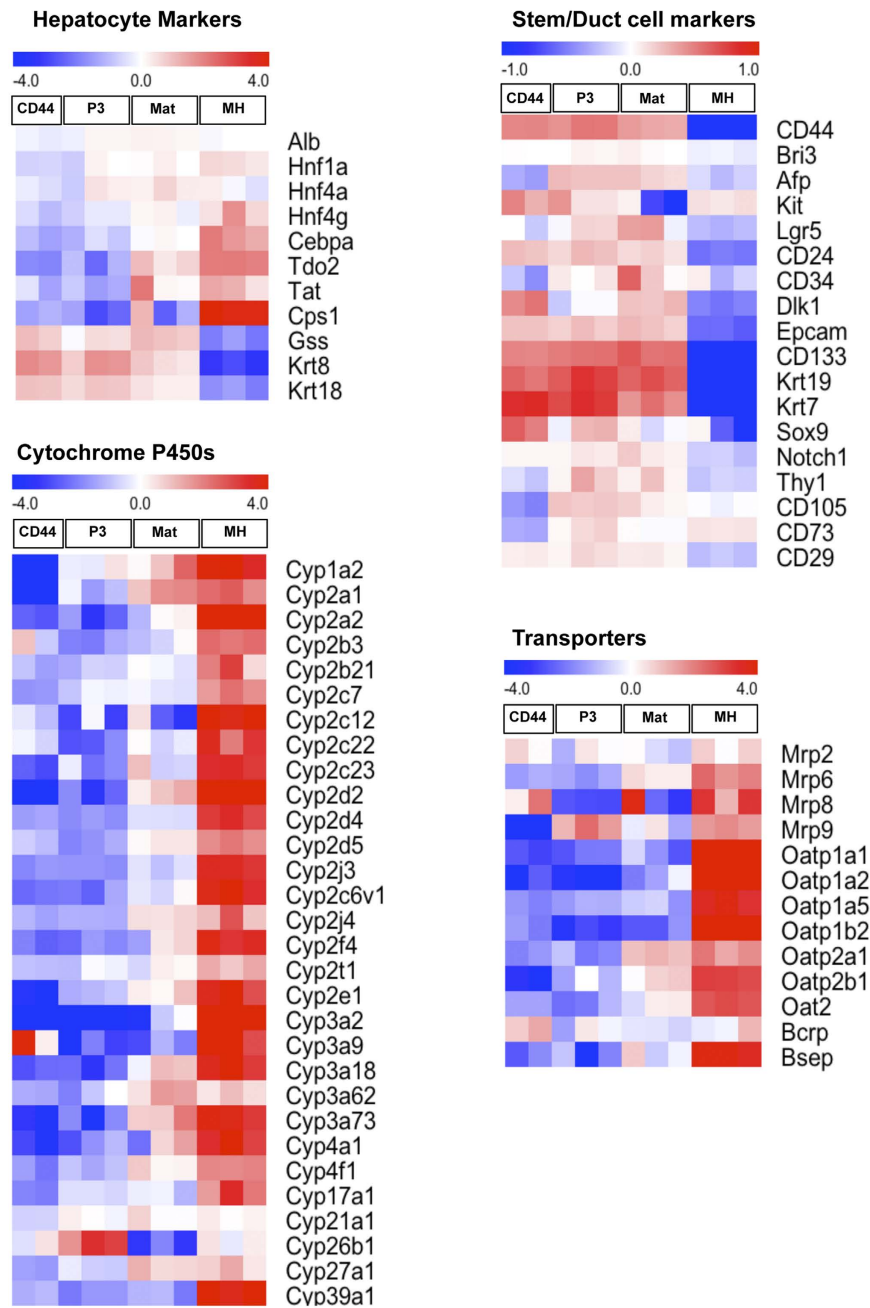 Hepatocyte Markers
-4.0 0.0 4.0
CD44 P3 Mat MH
Alb
Hnf1a
Hnf4a
Hnf4g
Cebpa
Tdo2
Tat
Cps1
Gss
Krt8
Krt18
Stem/Duct cell markers
-1.0 0.0 1.0
CD44 P3 Mat MH
CD44
Bri3
Afp
Kit
Lgr5
CD24
CD34
Dlk1
Epcam
CD133
Krt19
Krt7
Sox9
Notch1
Thy1
CD105
CD73
CD29
Cytochrome P450s
-4.0 0.0 4.0
CD44 P3 Mat MH
Cyp1a2
Cyp2a1
Cyp2a2
Cyp2b3
Cyp2b21
Cyp2c7
Cyp2c12
Cyp2c22
Cyp2c23
Cyp2d2
Cyp2d4
Cyp2d5
Cyp2j3
Cyp2c6v1
Cyp2j4
Cyp2f4
Cyp2t1
Cyp2e1
Cyp3a2
Cyp3a9
Cyp3a18
Cyp3a62
Cyp3a73
Cyp4a1
Cyp4f1
Cyp17a1
Cyp21a1
Cyp26b1
Cyp27a1
Cyp39a1
Transporters
-4.0 0.0 4.0
CD44 P3 Mat MH
Mrp2
Mrp6
Mrp8
Mrp9
Oatp1a1
Oatp1a2
Oatp1a5
Oatp1b2
Oatp2a1
Oatp2b1
Oat2
Bcrp
Bsep